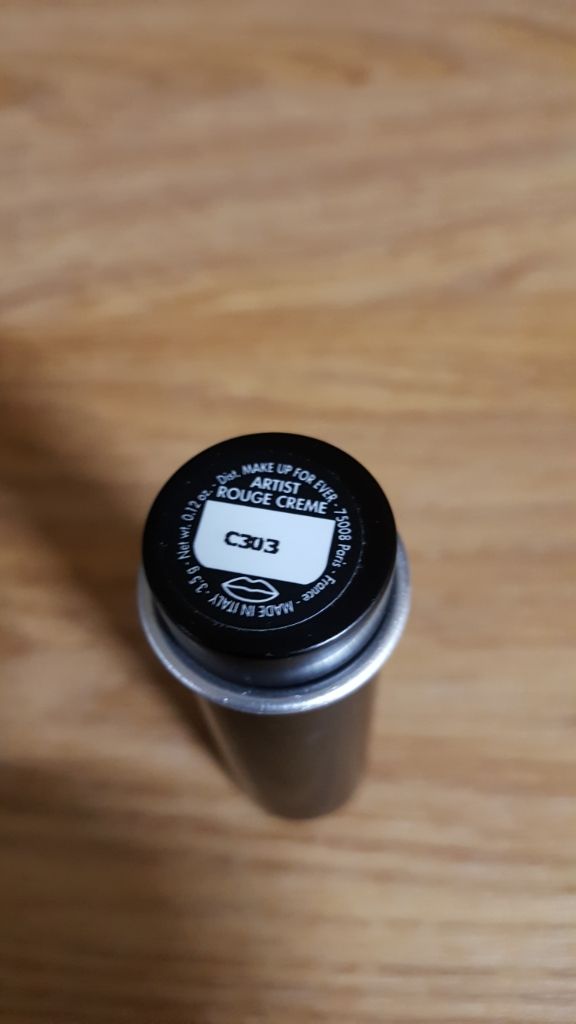 Dist. MAKE UP FOR EVER · 75008 Paris · France - MADE IN ITALY · 3.5 g · Net wt. 0.12 oz. ·
ARTIST
ROUGE CREME
C303